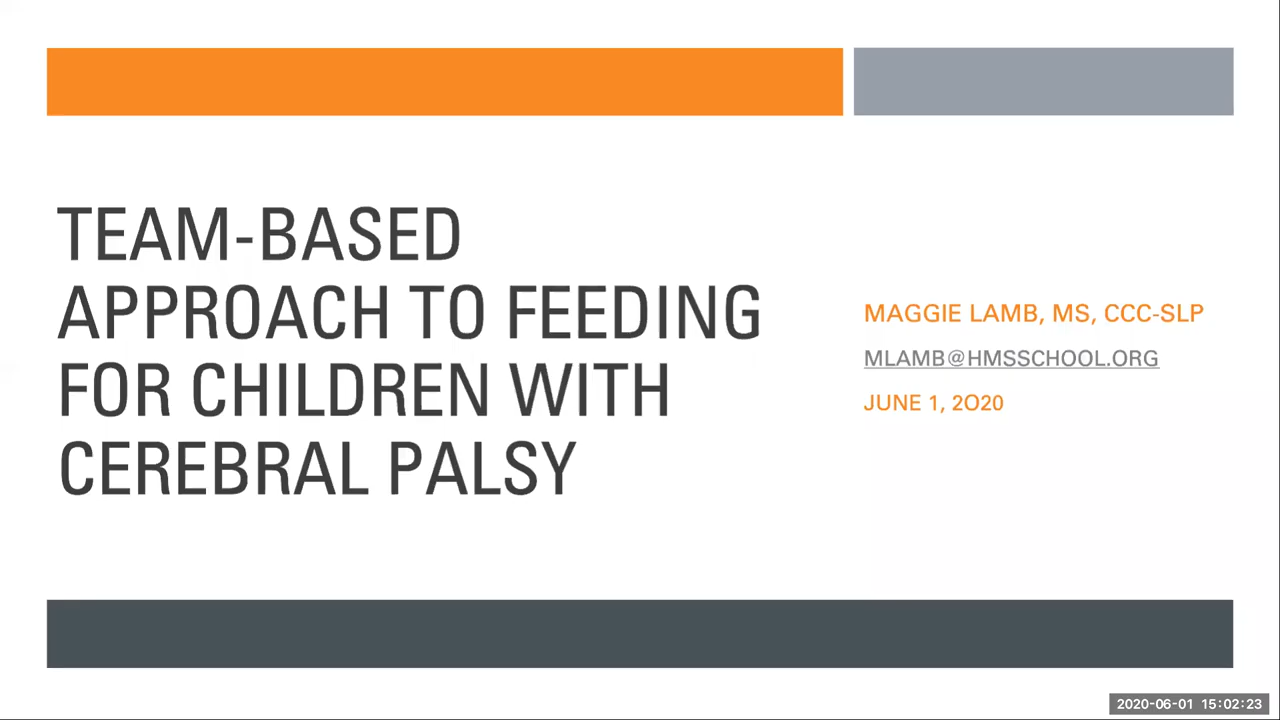 TEAM-BASED
APPROACH TO FEEDING
FOR CHILDREN WITH
CEREBRAL PALSY
MAGGIE LAMB, MS, CCC-SLP
MLAMB@HMSSCHOOL.ORG
JUNE 1, 2020
2020-06-01 15:02:23